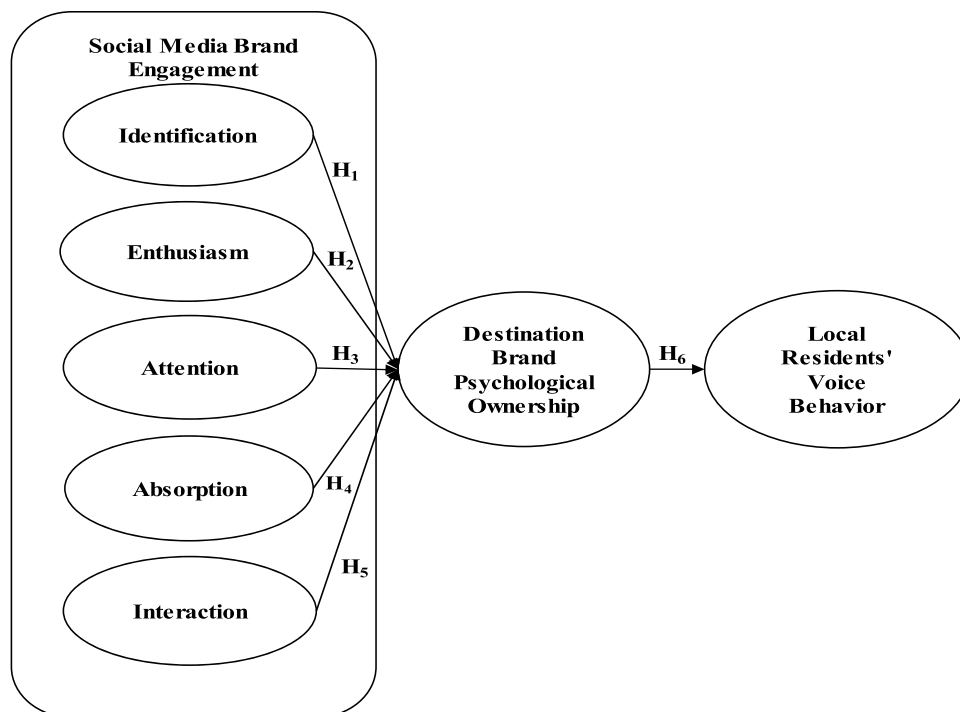 Social Media Brand
Engagement
Identification
H1
Enthusiasm
H2
Attention
H3
Absorption
H4
Interaction
H5
Destination
Brand
Psychological
Ownership
H6
Local
Residents'
Voice
Behavior